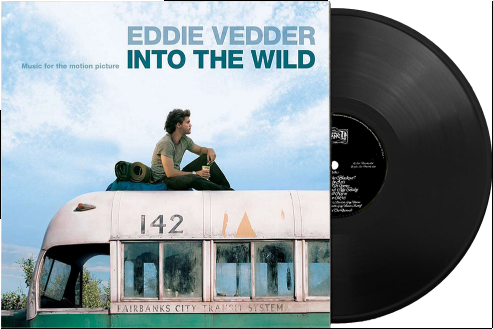 EDDIE VEDDER
Music for the motion picture INTO THE WILD
142
FAIRBANKS CITY TRANSIT SYSTEM